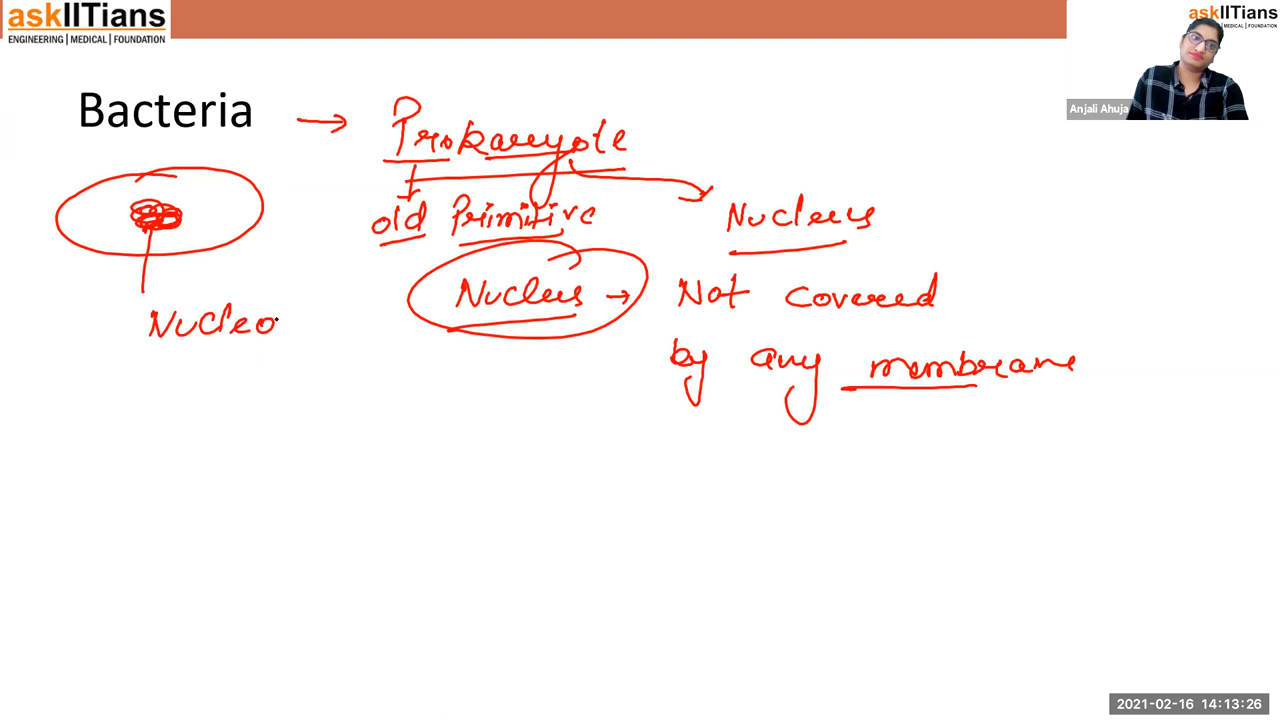 askIITians
ENGINEERING | MEDICAL | FOUNDATION
askIITians
MEDICAL | FOUNDATION
Anjali Ahuja
Bacteria → Prokaryote
old Primitive Nucleus
Nucleus → Not covered
by any membrane
Nucleo
2021-02-16 14:13:26